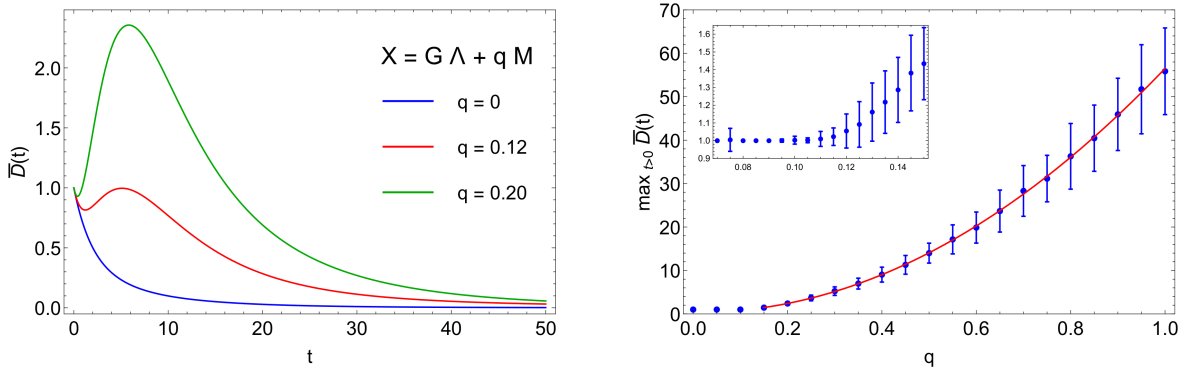 X = G Λ + q M
q = 0
q = 0.12
q = 0.20
D̅(t)
2.0
1.5
1.0
0.5
0.0
0 10 20 30 40 50
t
max t>0 D̅(t)
70
60
50
40
30
20
10
0
1.6
1.5
1.4
1.3
1.2
1.1
1.0
0.9
0.08 0.10 0.12 0.14
0.0 0.2 0.4 0.6 0.8 1.0
q